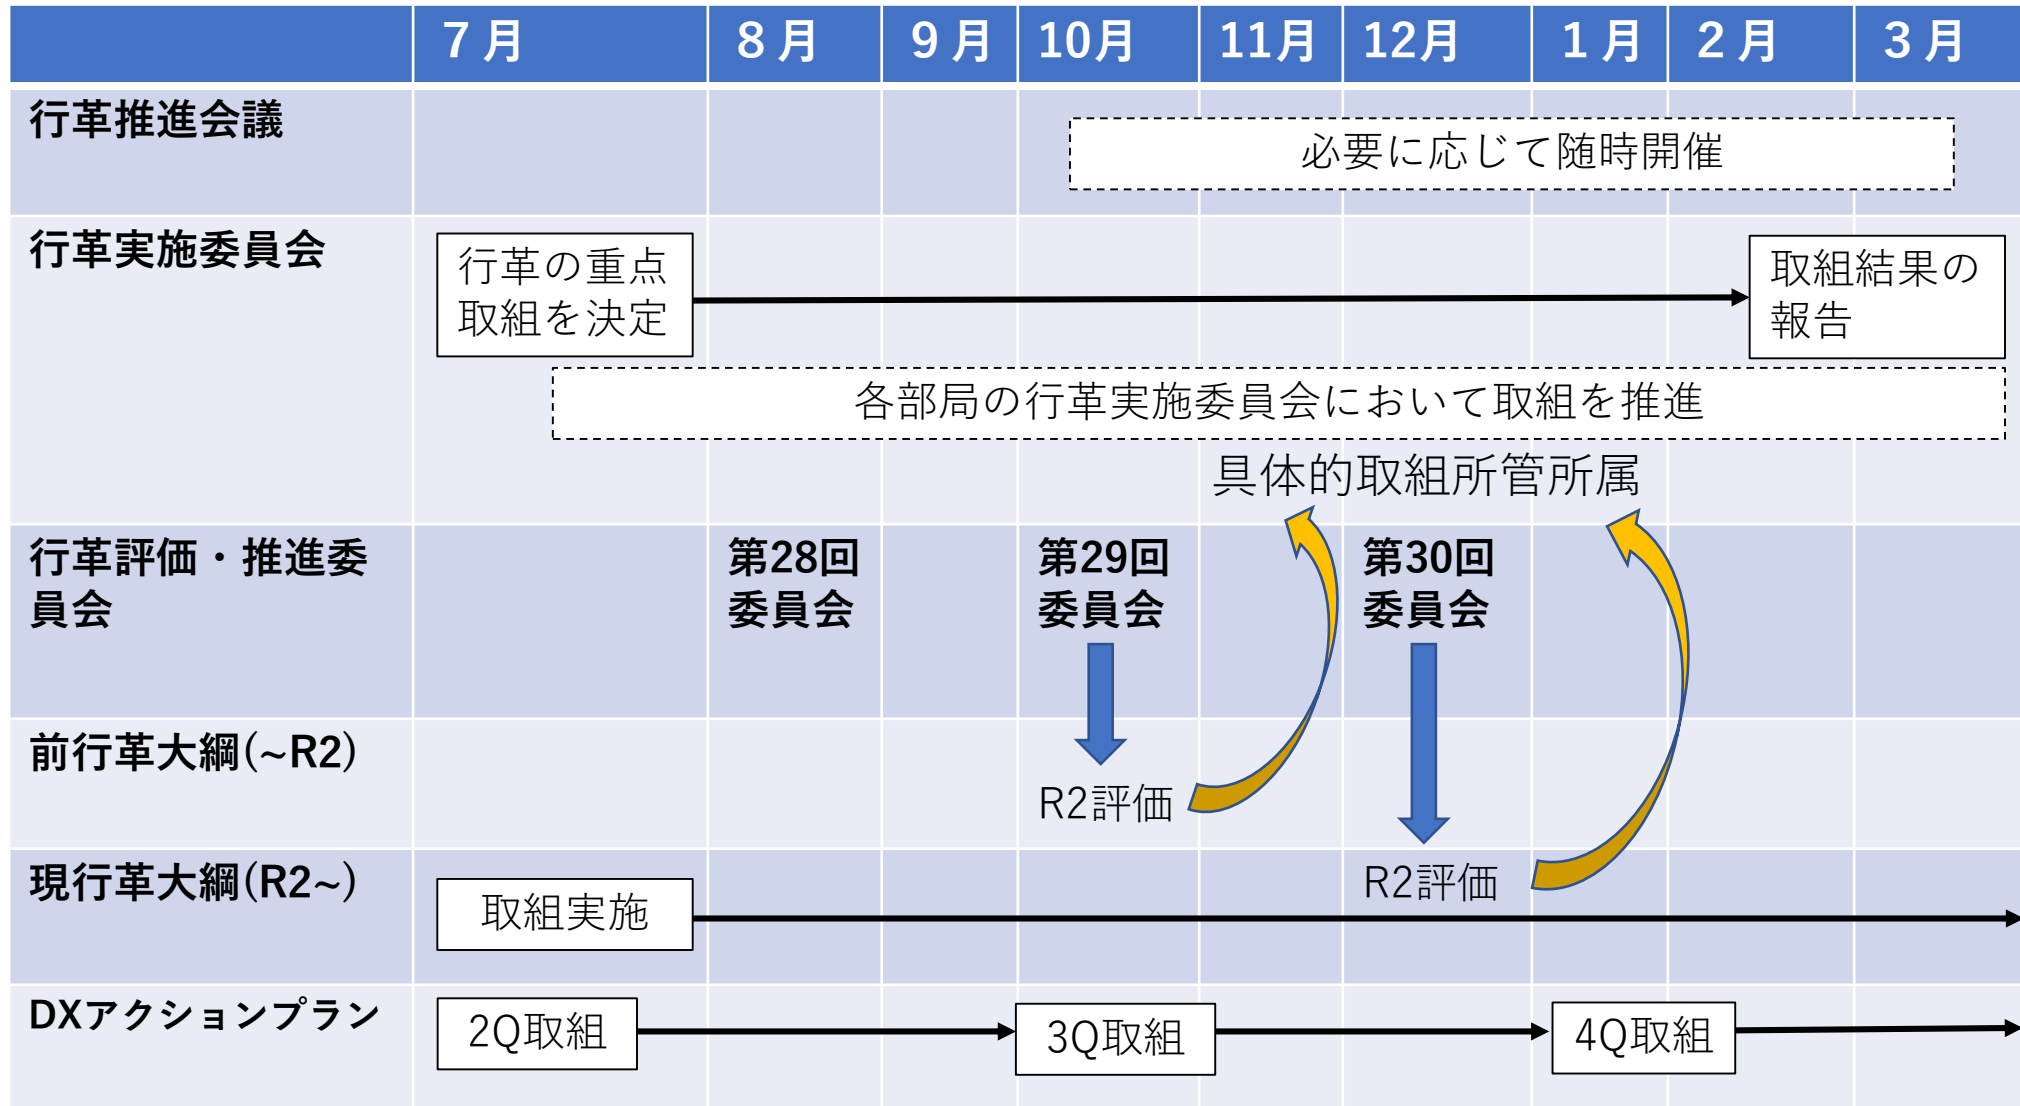 7月 8月 9月 10月 11月 12月 1月 2月 3月
行革推進会議
必要に応じて随時開催
行革実施委員会
行革の重点
取組を決定
取組結果の
報告
各部局の行革実施委員会において取組を推進
具体的取組所管所属
行革評価・推進委
員会
第28回
委員会
第29回
委員会
第30回
委員会
前行革大綱(~R2)
R2評価
現行革大綱(R2~)
取組実施
R2評価
DXアクションプラン
2Q取組
3Q取組
4Q取組